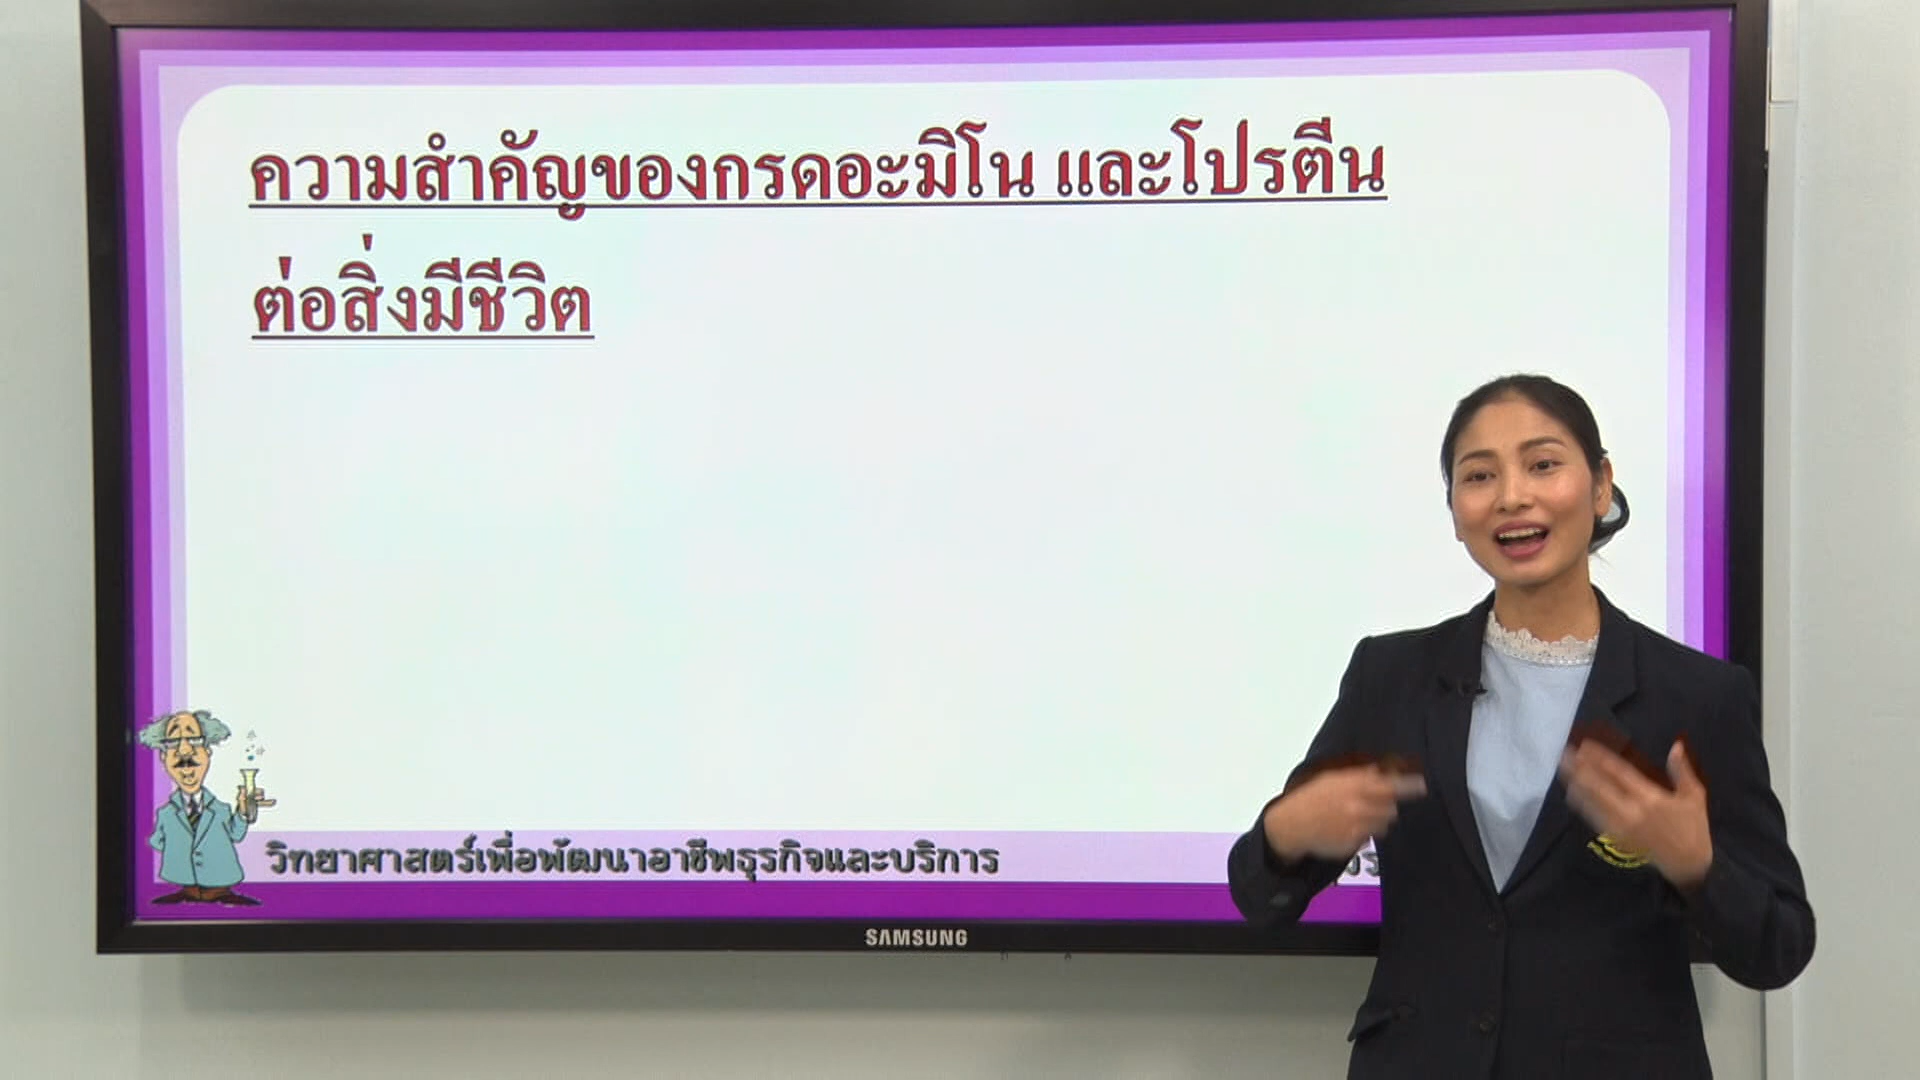 ความสำคัญของกรดอะมิโน และโปรตีน
ต่อสิ่งมีชีวิต
วิทยาศาสตร์เพื่อพัฒนาอาชีพธุรกิจและบริการ
SAMSUNG